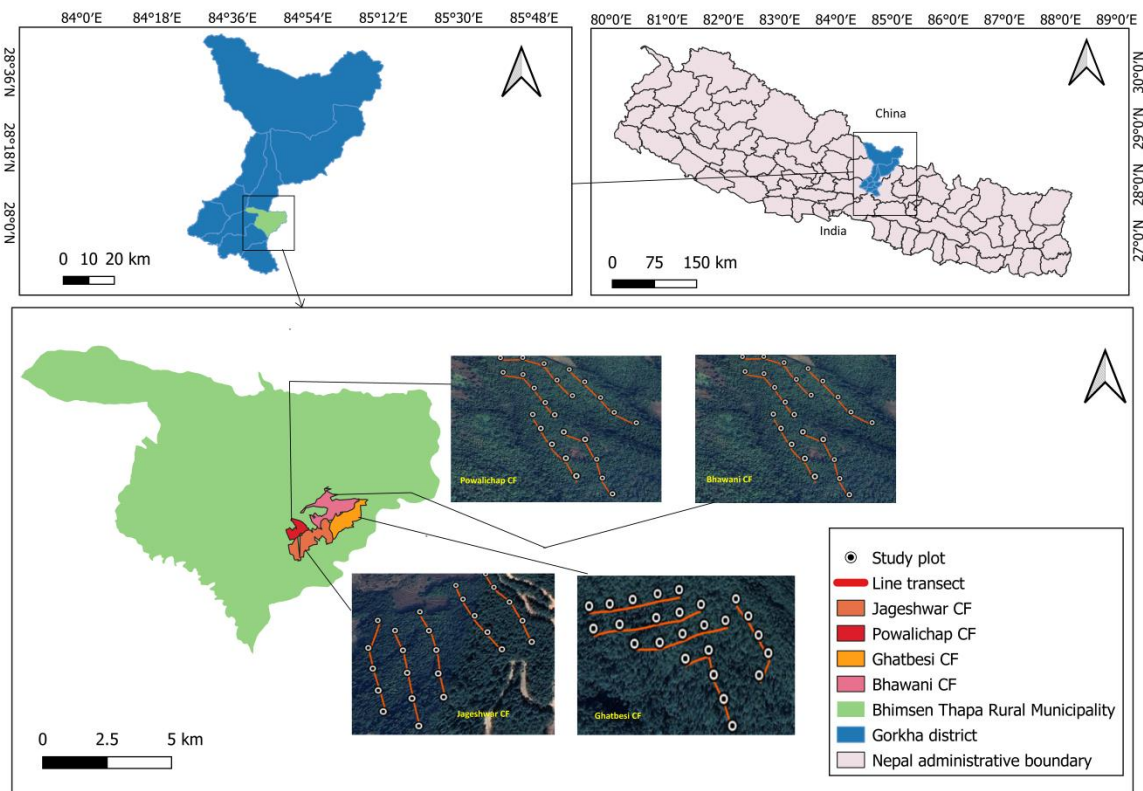 84°0'E 84°18'E 84°36'E 84°54'E 85°12'E 85°30'E 85°48'E
28°36'N
28°18'N
28°0'N
0 10 20 km
80°0'E 81°0'E 82°0'E 83°0'E 84°0'E 85°0'E 86°0'E 87°0'E 88°0'E 89°0'E
30°0'N
29°0'N
28°0'N
27°0'N
China
India
0 75 150 km
Powalichap CF
Bhawani CF
Jageshwar CF
Ghatbesi CF
0 2.5 5 km
Study plot
Line transect
Jageshwar CF
Powalichap CF
Ghatbesi CF
Bhawani CF
Bhimsen Thapa Rural Municipality
Gorkha district
Nepal administrative boundary